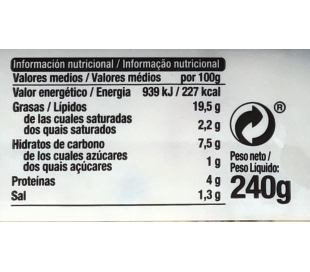 Información nutricional / Informação nutricional
Valores medios / Valores médios por 100g
Valor energético / Energia 939 kJ / 227 kcal
Grasas / Lípidos 19,5 g
de las cuales saturadas
dos quais saturados 2,2 g
Hidratos de carbono 7,5 g
de los cuales azúcares
dos quais açúcares 1 g
Proteínas 4 g
Sal 1,3 g
®
Peso neto /
Peso Líquido:
240g